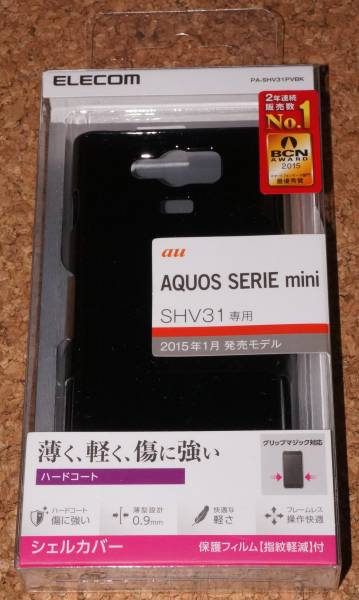 ELECOM
PA-SHV31PVBK
2年連続
販売数
No.1
BCN
AWARD
2015
最優秀賞
au
AQUOS SERIE mini
SHV31 専用
2015年1月 発売モデル
薄く、軽く、傷に強い
ハードコート
グリップマジック対応
ハードコート
傷に強い
薄型設計
0.9mm
快適な
軽さ
フレームレス
操作快適
シェルカバー
保護フィルム【指紋軽減】付